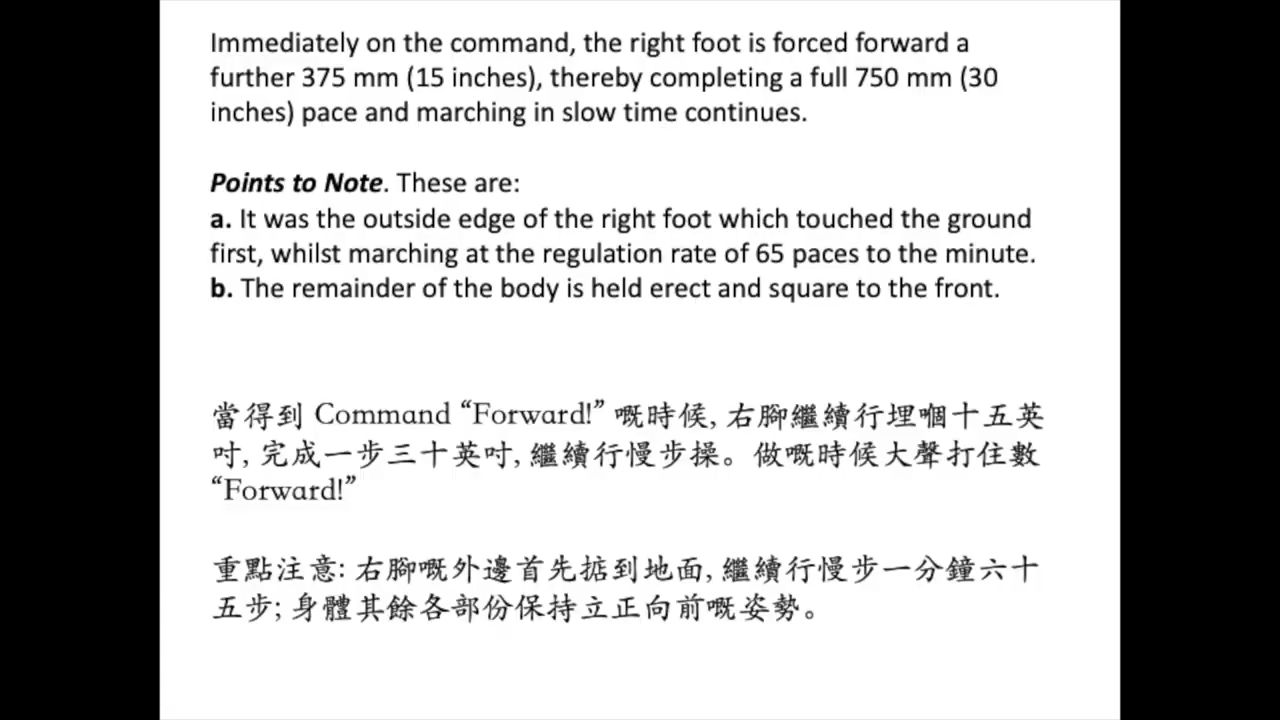 Immediately on the command, the right foot is forced forward a
further 375 mm (15 inches), thereby completing a full 750 mm (30
inches) pace and marching in slow time continues.
Points to Note. These are:
a. It was the outside edge of the right foot which touched the ground
first, whilst marching at the regulation rate of 65 paces to the minute.
b. The remainder of the body is held erect and square to the front.
當得到 Command “Forward!” 嘅時候, 右腳繼續行埋嗰十五英
吋, 完成一步三十英吋, 繼續行慢步操。做嘅時候大聲打住數
“Forward!”
重點注意: 右腳嘅外邊首先掂到地面, 繼續行慢步一分鐘六十
五步; 身體其餘各部份保持立正向前嘅姿勢。